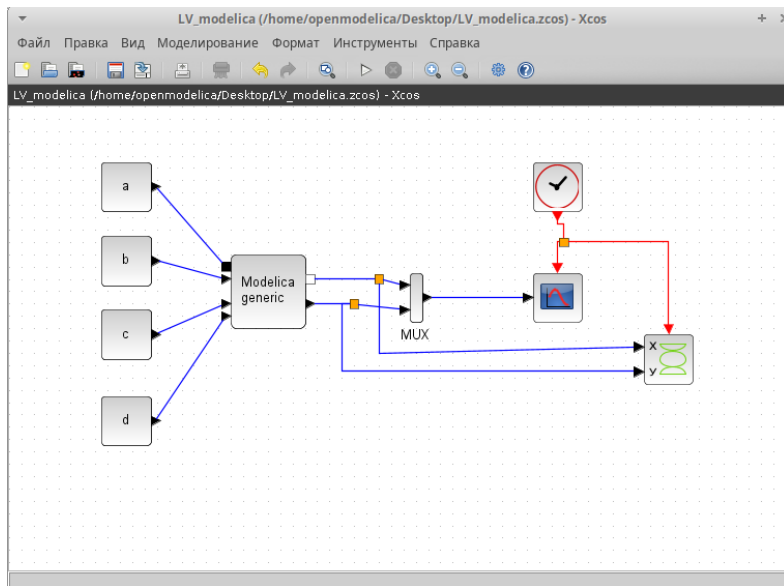 LV_modelica (/home/openmodelica/Desktop/LV_modelica.zcos) - Xcos
Файл Правка Вид Моделирование Формат Инструменты Справка
LV_modelica (/home/openmodelica/Desktop/LV_modelica.zcos) - Xcos
a
b
Modelica
generic
c
MUX
X
y
d